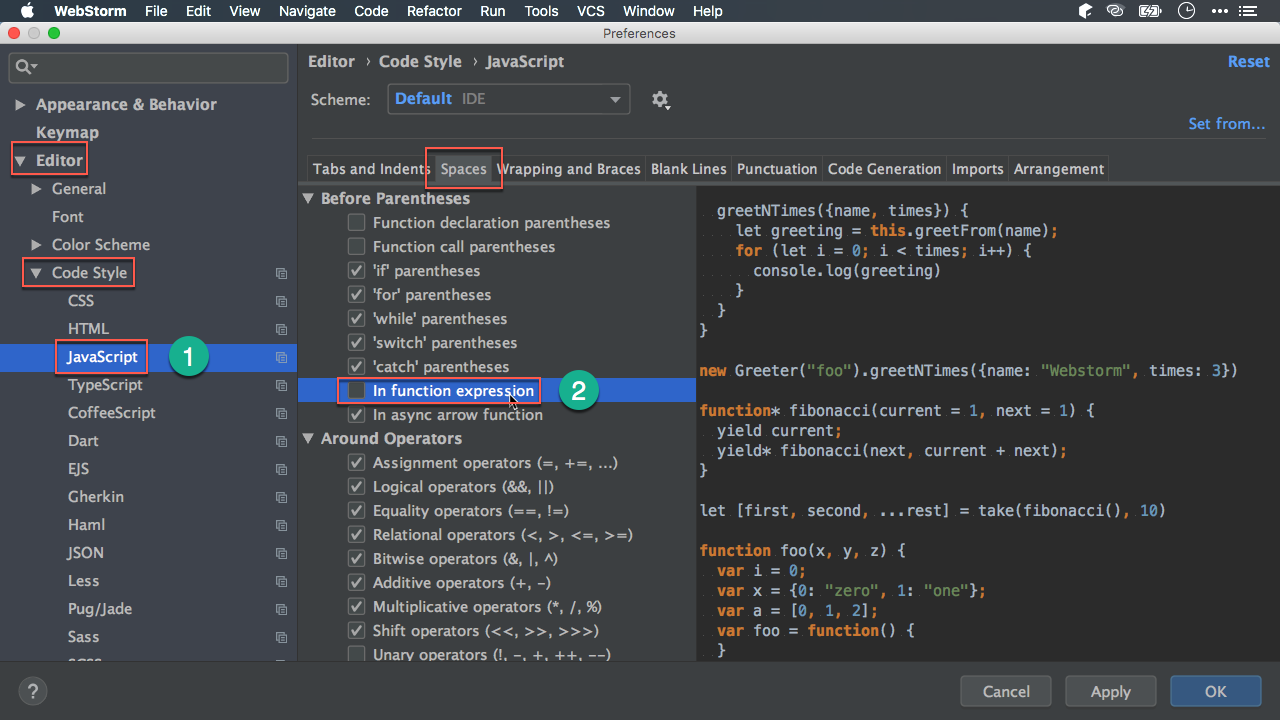 WebStorm File Edit View Navigate Code Refactor Run Tools VCS Window Help
Preferences
Appearance & Behavior
Keymap
Editor
General
Font
Color Scheme
Code Style
CSS
HTML
JavaScript
1
TypeScript
CoffeeScript
Dart
EJS
Gherkin
Haml
JSON
Less
Pug/Jade
Sass
SCSS
?
Editor › Code Style › JavaScript
Reset
Scheme: Default IDE
Set from...
Tabs and Indents Spaces Wrapping and Braces Blank Lines Punctuation Code Generation Imports Arrangement
Before Parentheses
Function declaration parentheses
Function call parentheses
'if' parentheses
'for' parentheses
'while' parentheses
'switch' parentheses
'catch' parentheses
In function expression
2
In async arrow function
Around Operators
Assignment operators (=, +=, ...)
Logical operators (&&, ||)
Equality operators (==, !=)
Relational operators (<, >, <=, >=)
Bitwise operators (&, |, ^)
Additive operators (+, -)
Multiplicative operators (*, /, %)
Shift operators (<<, >>, >>>)
Unary operators (!, -, +, ++, --)
greetNTimes({name, times}) {
let greeting = this.greetFrom(name);
for (let i = 0; i < times; i++) {
console.log(greeting)
}
}
}
new Greeter("foo").greetNTimes({name: "Webstorm", times: 3})
function* fibonacci(current = 1, next = 1) {
yield current;
yield* fibonacci(next, current + next);
}
let [first, second, ...rest] = take(fibonacci(), 10)
function foo(x, y, z) {
var i = 0;
var x = {0: "zero", 1: "one"};
var a = [0, 1, 2];
var foo = function() {
}
Cancel Apply OK